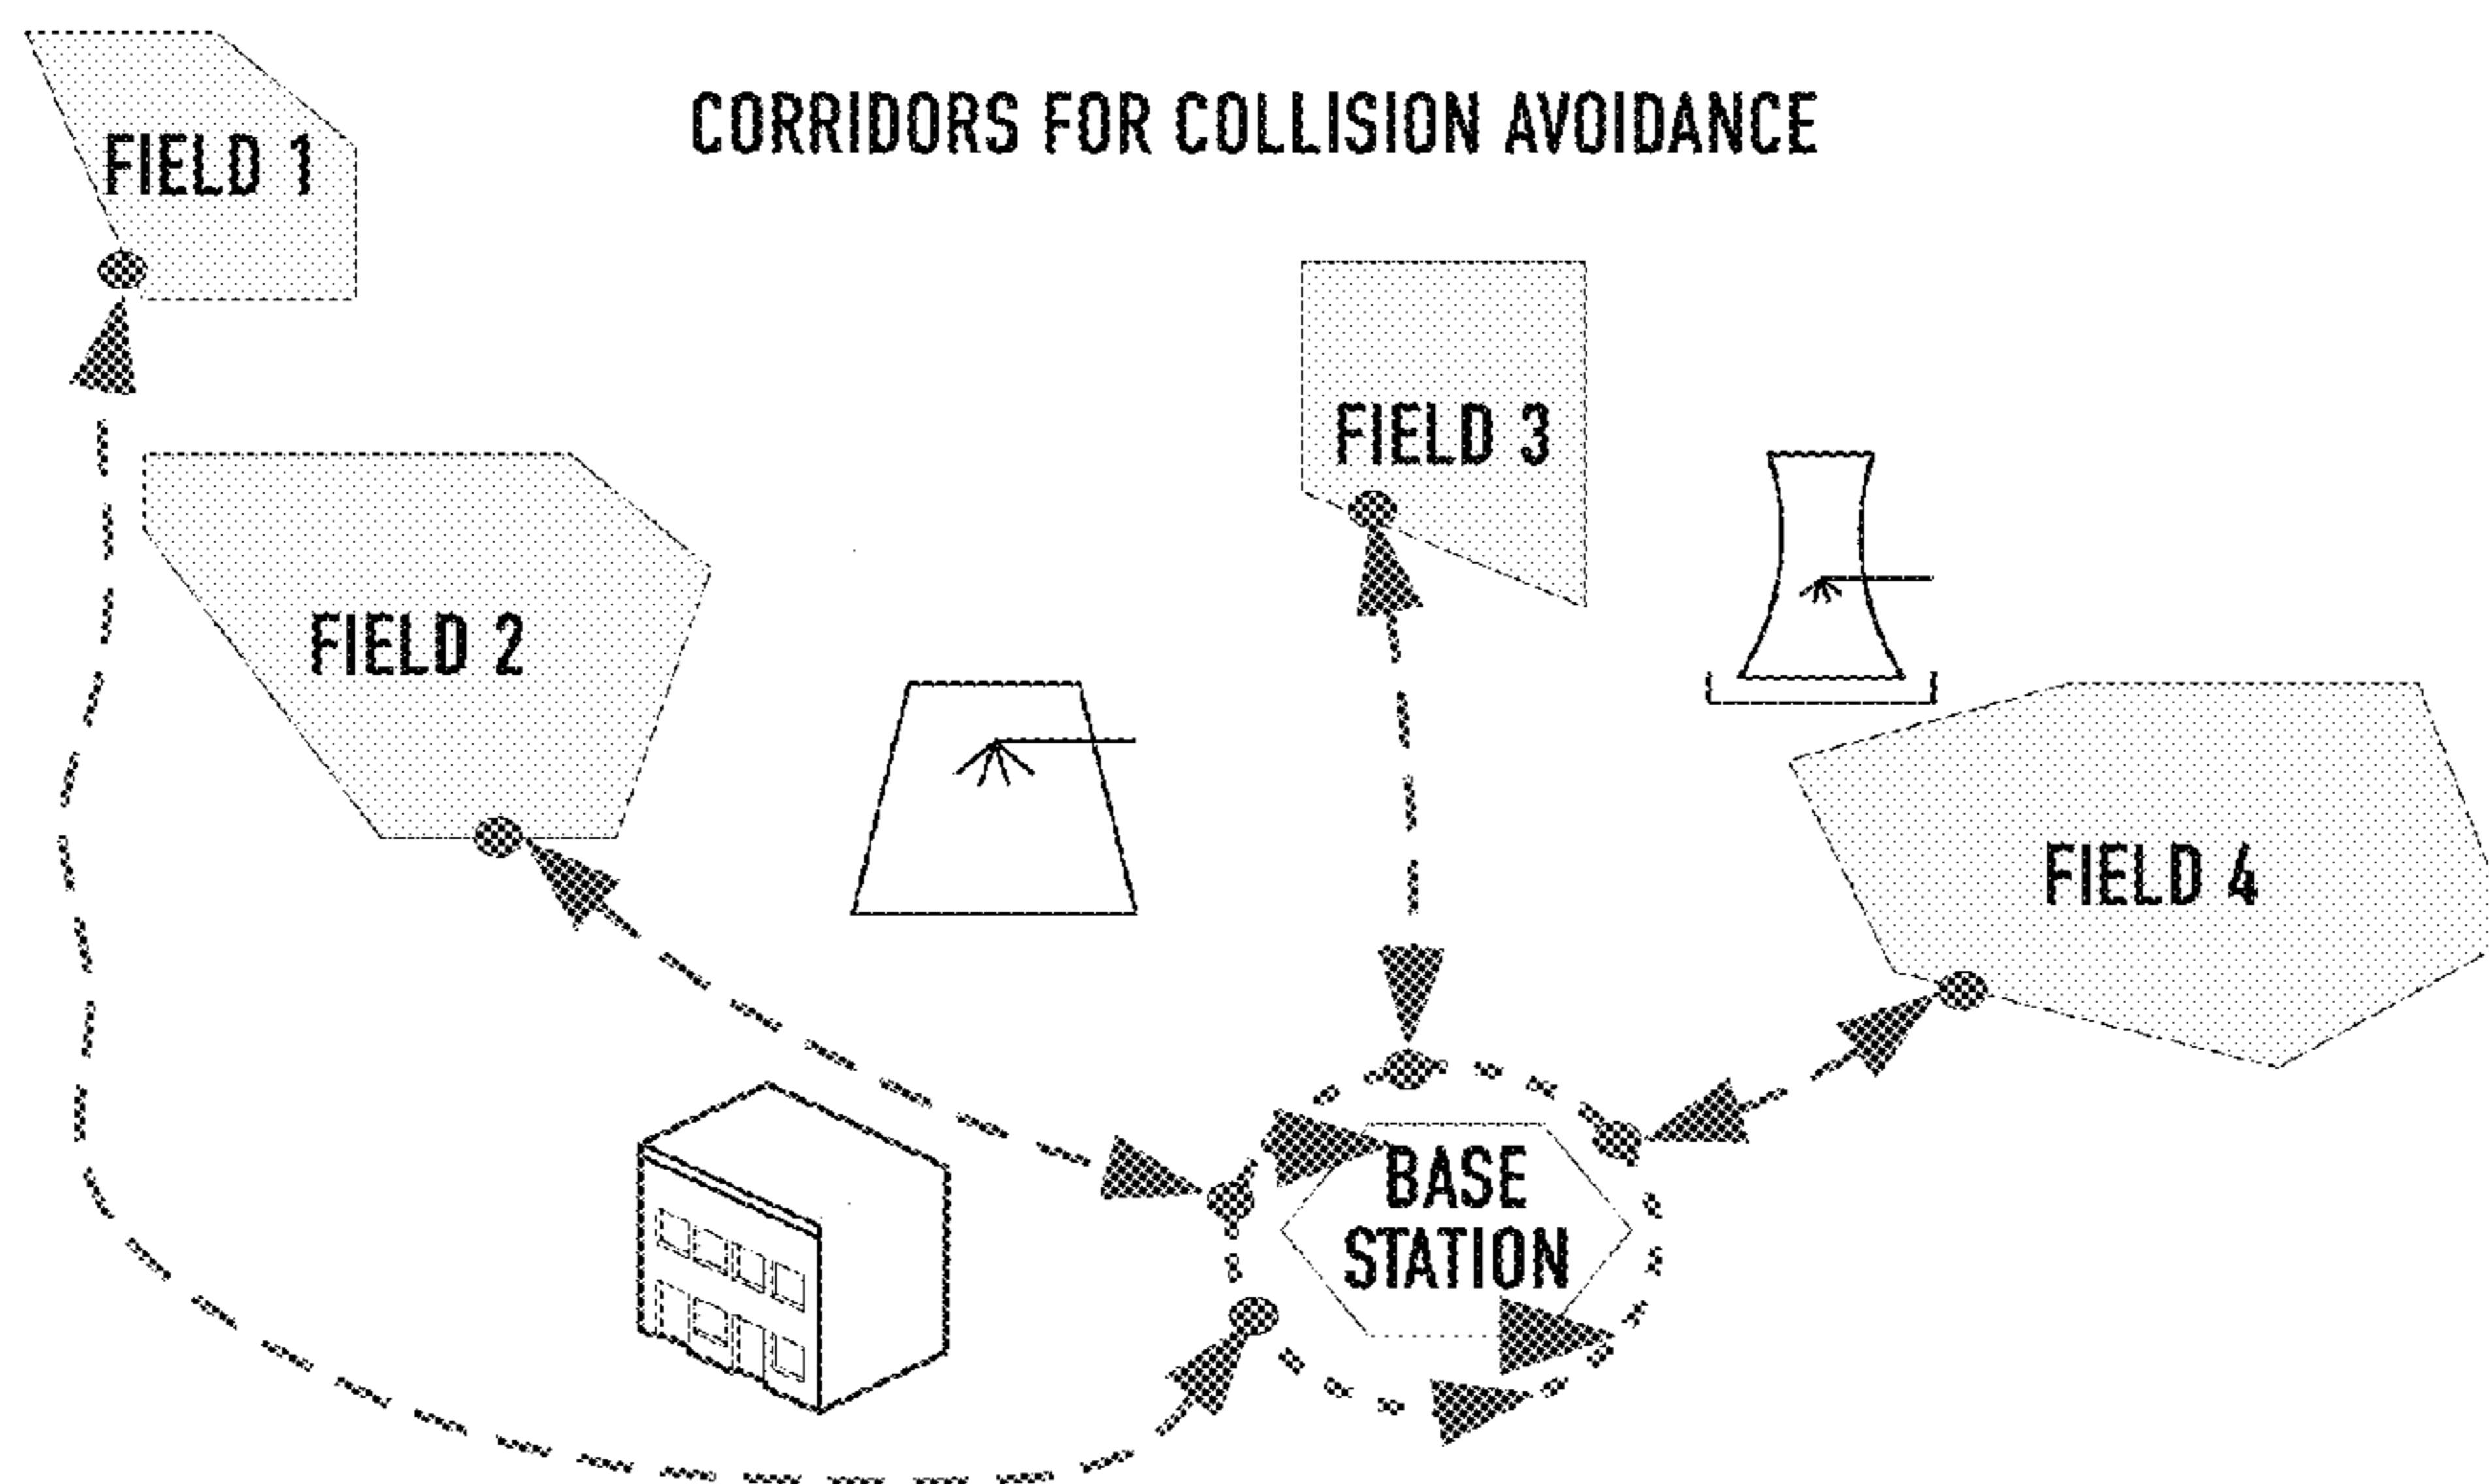 CORRIDORS FOR COLLISION AVOIDANCE
FIELD 1
FIELD 2
FIELD 3
FIELD 4
BASE
STATION